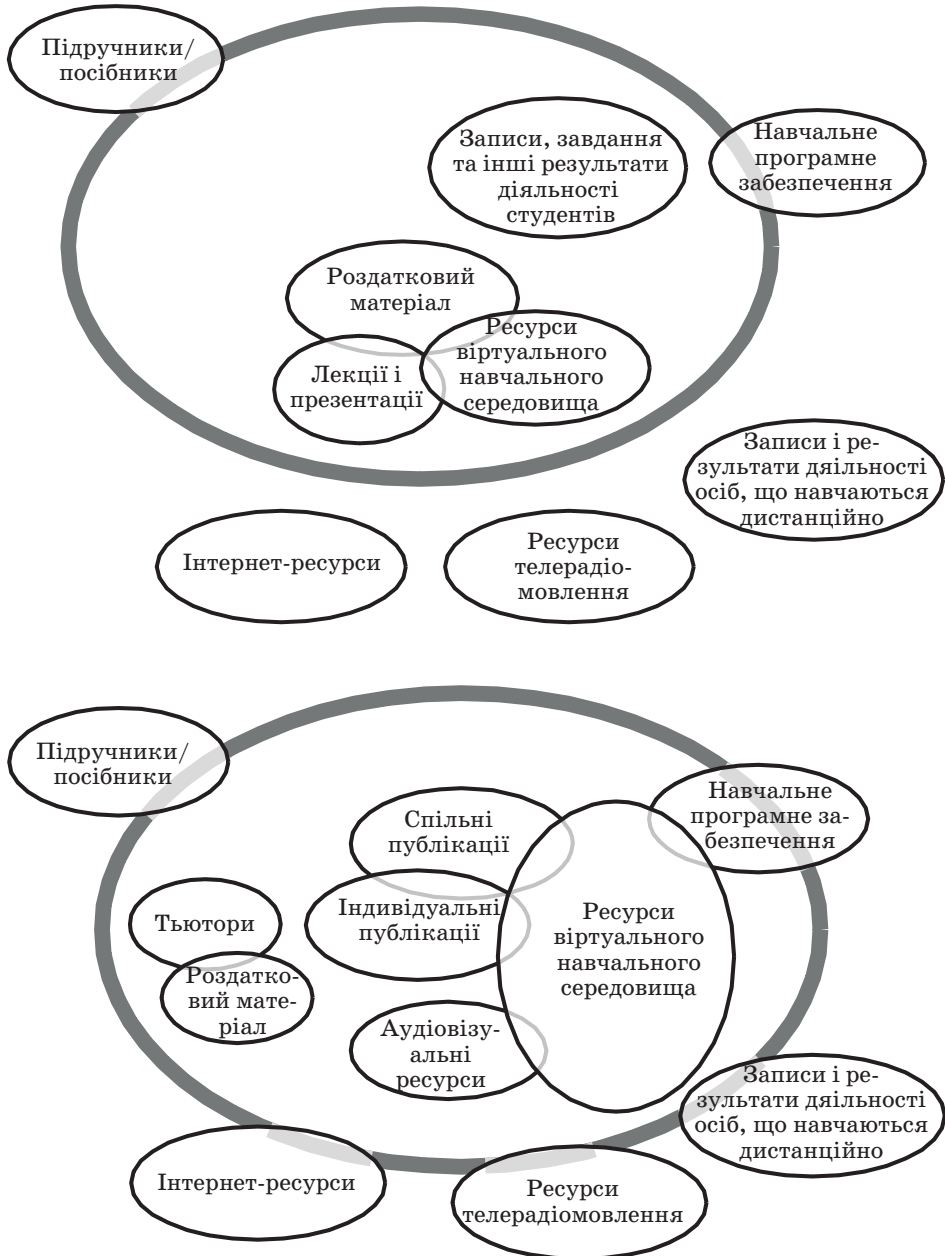 Підручники/
посібники
Записи, завдання
та інші результати
діяльності
студентів
Навчальне
програмне
забезпечення
Роздатковий
матеріал
Ресурси
віртуального
навчального
середовища
Лекції і
презентації
Записи і ре-
зультати дяільності
осіб, що навчаються
дистанційно
Інтернет-ресурси
Ресурси
телерадіо-
мовлення
Підручники/
посібники
Навчальне
програмне за-
безпечення
Спільні
публікації
Індивідуальні
публікації
Тьютори
Ресурси
віртуального
навчального
середовища
Роздатко-
вий мате-
ріал
Аудіовізу-
альні
ресурси
Записи і ре-
зультати дяільності
осіб, що навчаються
дистанційно
Інтернет-ресурси
Ресурси
телерадіомовлення